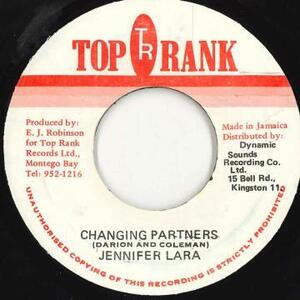 TOP TR RANK
Produced by:
E. J. Robinson
for Top Rank
Records Ltd.,
Montego Bay
Tel: 952-1216
Made in Jamaica
Distributed by:
Dynamic
Sounds
Recording Co.
Ltd.
15 Bell Rd.,
Kingston 11
CHANGING PARTNERS
(DARION AND COLEMAN)
JENNIFER LARA
UNAUTHORISED COPYING OF THIS RECORDING IS EXPRESSLY PROHIBITED